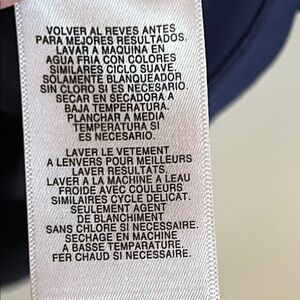 VOLVER AL REVES ANTES
PARA MEJORES RESULTADOS.
LAVAR A MAQUINA EN
AGUA FRIA CON COLORES
SIMILARES CICLO SUAVE.
SOLAMENTE BLANQUEADOR
SIN CLORO SI ES NECESARIO.
SECAR EN SECADORA A
BAJA TEMPERATURA.
PLANCHAR A MEDIA
TEMPERATURA SI
ES NECESARIO.
LAVER LE VETEMENT
A LENVERS POUR MEILLEURS
LAVER RESULTATS.
LAVER A LA MACHINE A LEAU
FROIDE AVEC COULEURS
SIMILAIRES CYCLE DELICAT.
SEULEMENT AGENT
DE BLANCHIMENT
SANS CHLORE SI NECESSAIRE.
SECHAGE EN MACHINE
A BASSE TEMPARATURE.
FER CHAUD SI NECESSAIRE.